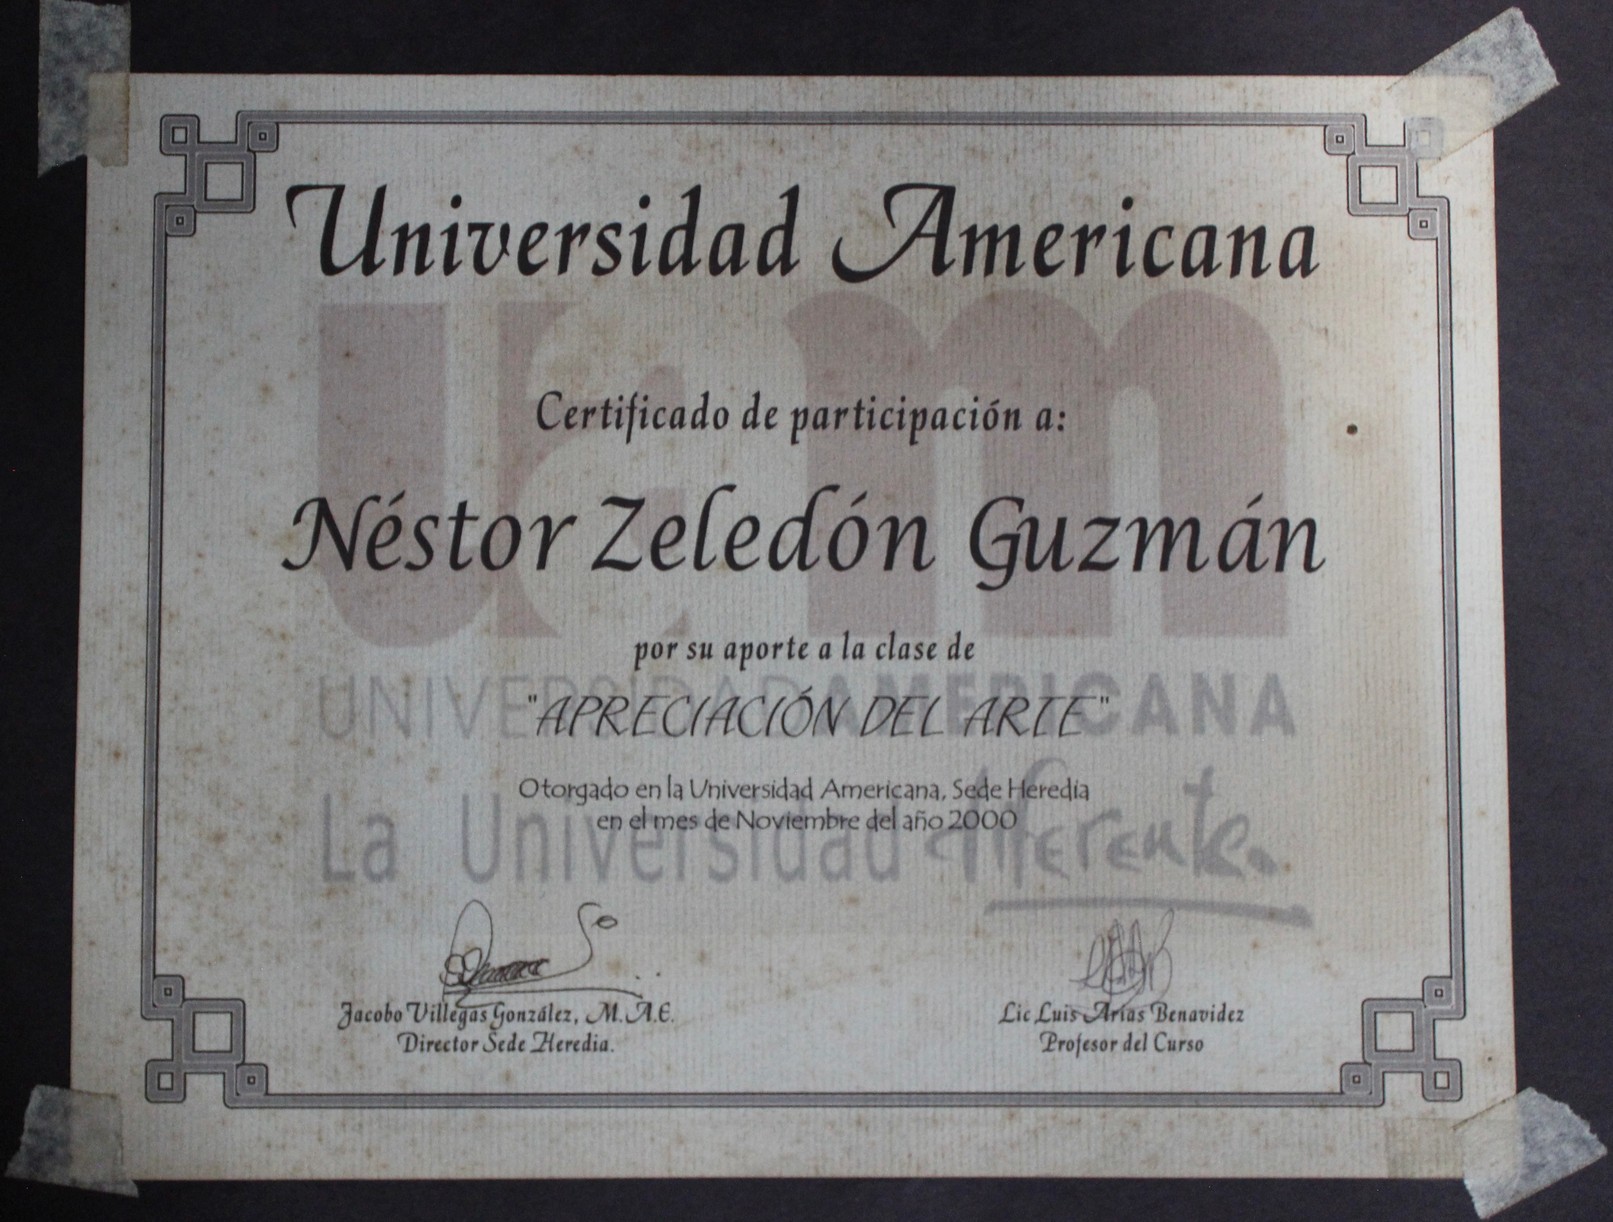 Universidad Americana
uam
Certificado de participación a:
Néstor Zeledón Guzmán
por su aporte a la clase de
UNIVERSIDAD AMERICANA
"APRECIACIÓN DEL ARTE"
Otorgado en la Universidad Americana, Sede Heredia
en el mes de Noviembre del año 2000
La Universidad diferente.
Jacobo Villegas González, M.A.E.
Director Sede Heredia.
Lic Luis Arias Benavidez
Profesor del Curso